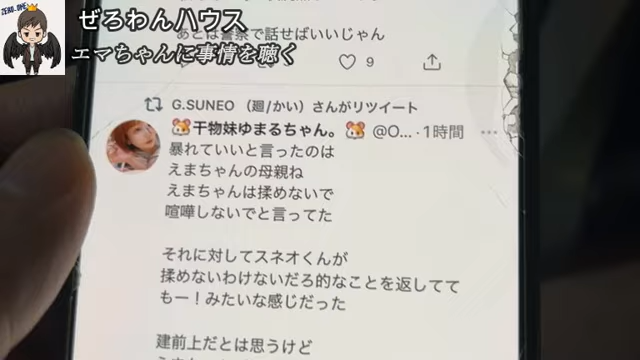 ZERO.ONE
ぜろわんハウス
エマちゃんに事情を聴く
あとは警察で話せばいいじゃん
9
G.SUNEO（廻/かい）さんがリツイート
🐹干物妹ゆまるちゃん。🐹 @O... · 1時間
暴れていいと言ったのは
えまちゃんの母親ね
えまちゃんは揉めないで
喧嘩しないでと言ってた
それに対してスネオくんが
揉めないわけないだろ的なことを返してて
もー！みたいな感じだった
建前上だとは思うけど